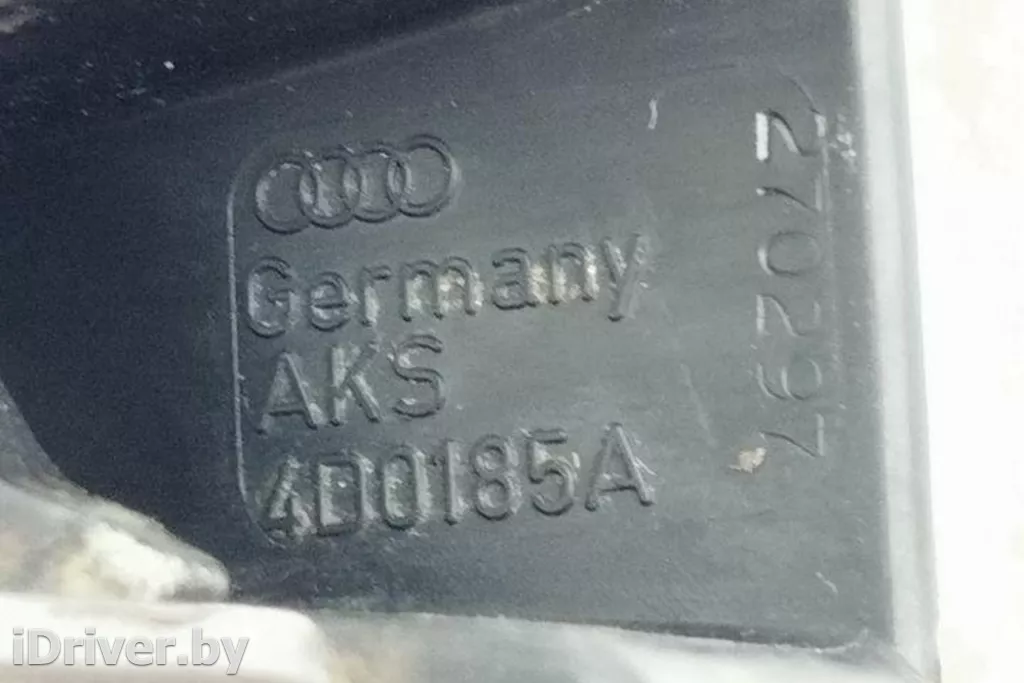 Germany
AKS
4D0185A
270297
iDriver.by